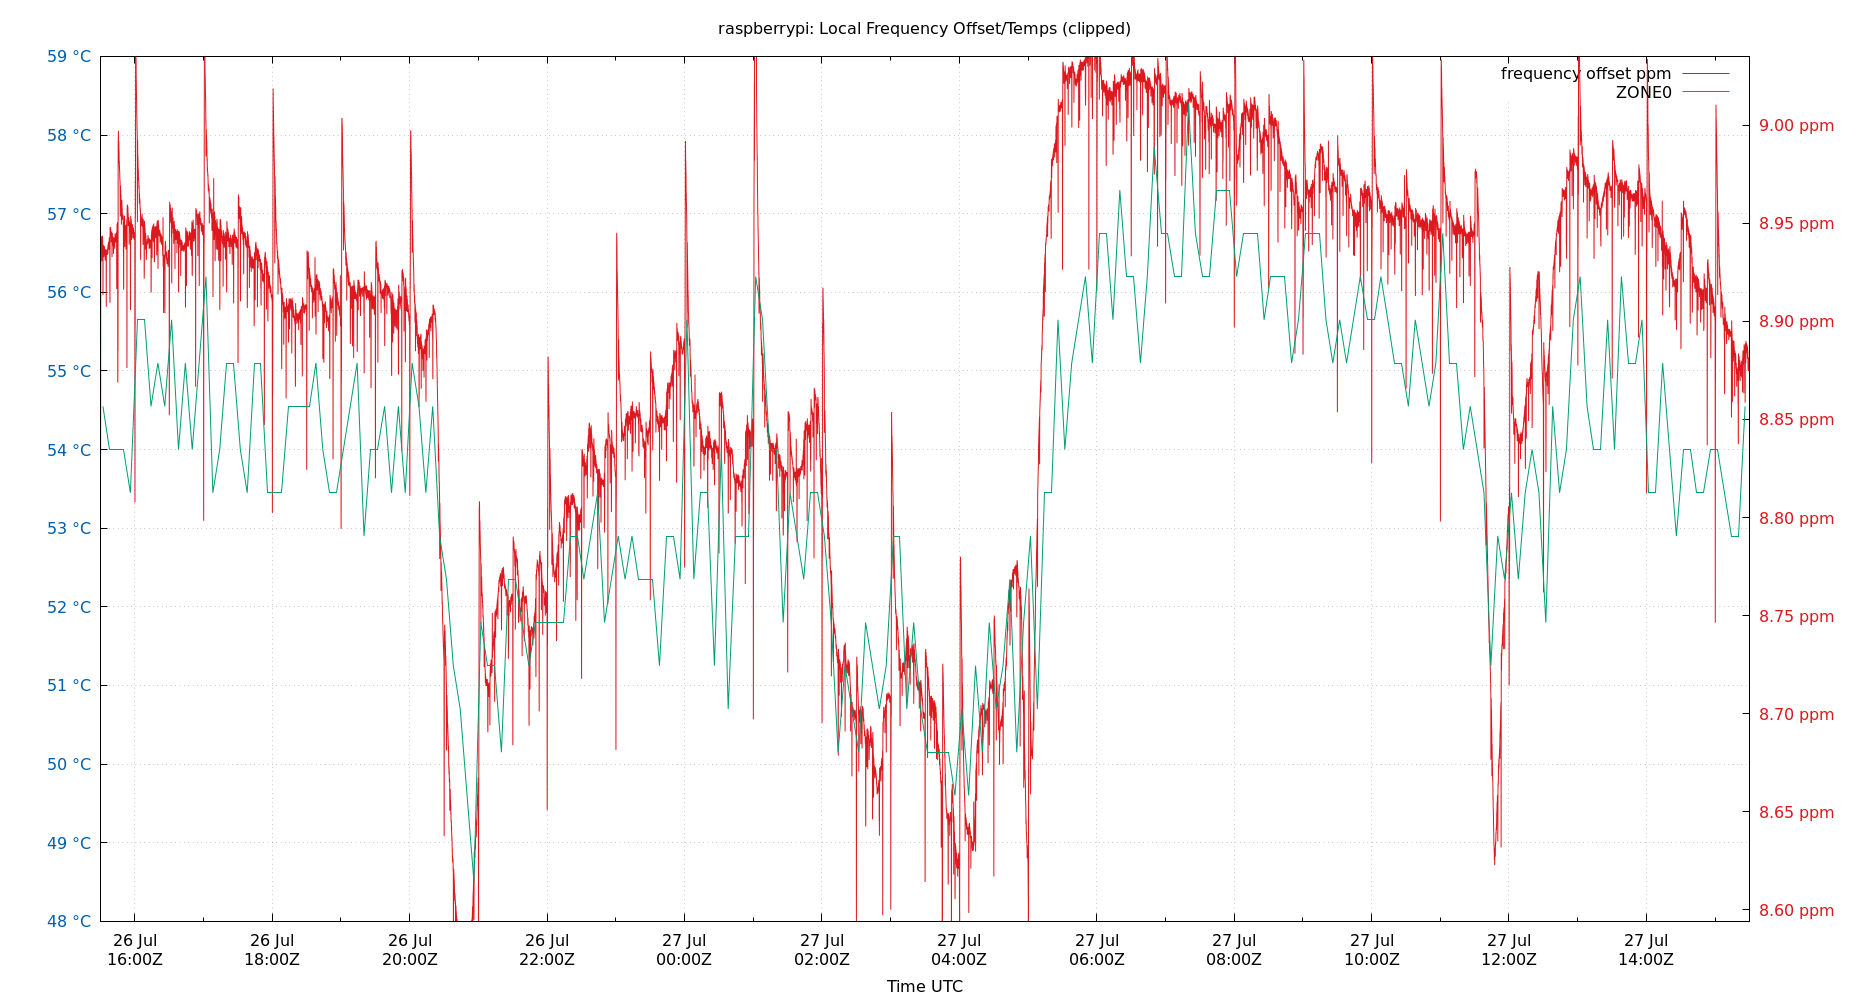 raspberrypi: Local Frequency Offset/Temps (clipped)
frequency offset ppm
ZONE0
59 °C
58 °C
57 °C
56 °C
55 °C
54 °C
53 °C
52 °C
51 °C
50 °C
49 °C
48 °C
9.00 ppm
8.95 ppm
8.90 ppm
8.85 ppm
8.80 ppm
8.75 ppm
8.70 ppm
8.65 ppm
8.60 ppm
26 Jul 26 Jul 26 Jul 26 Jul 27 Jul 27 Jul 27 Jul 27 Jul 27 Jul 27 Jul 27 Jul 27 Jul
16:00Z 18:00Z 20:00Z 22:00Z 00:00Z 02:00Z 04:00Z 06:00Z 08:00Z 10:00Z 12:00Z 14:00Z
Time UTC